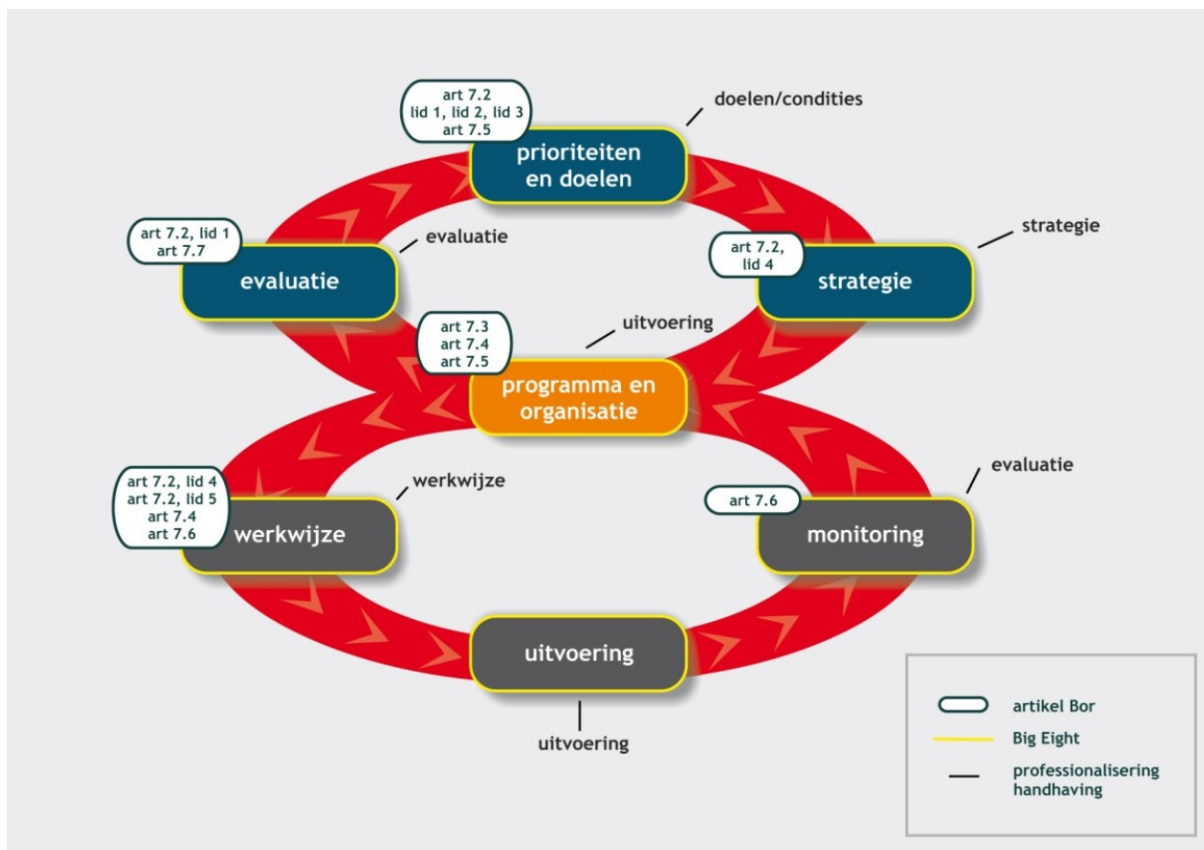 art 7.2
lid 1, lid 2, lid 3
art 7.5
doelen/condities
prioriteiten
en doelen
art 7.2, lid 1
art 7.7
evaluatie
evaluatie
art 7.2,
lid 4
strategie
strategie
art 7.3
art 7.4
art 7.5
uitvoering
programma en
organisatie
art 7.2, lid 4
art 7.2, lid 5
art 7.4
art 7.6
werkwijze
werkwijze
art 7.6
evaluatie
monitoring
uitvoering
uitvoering
artikel Bor
Big Eight
professionalisering
handhaving